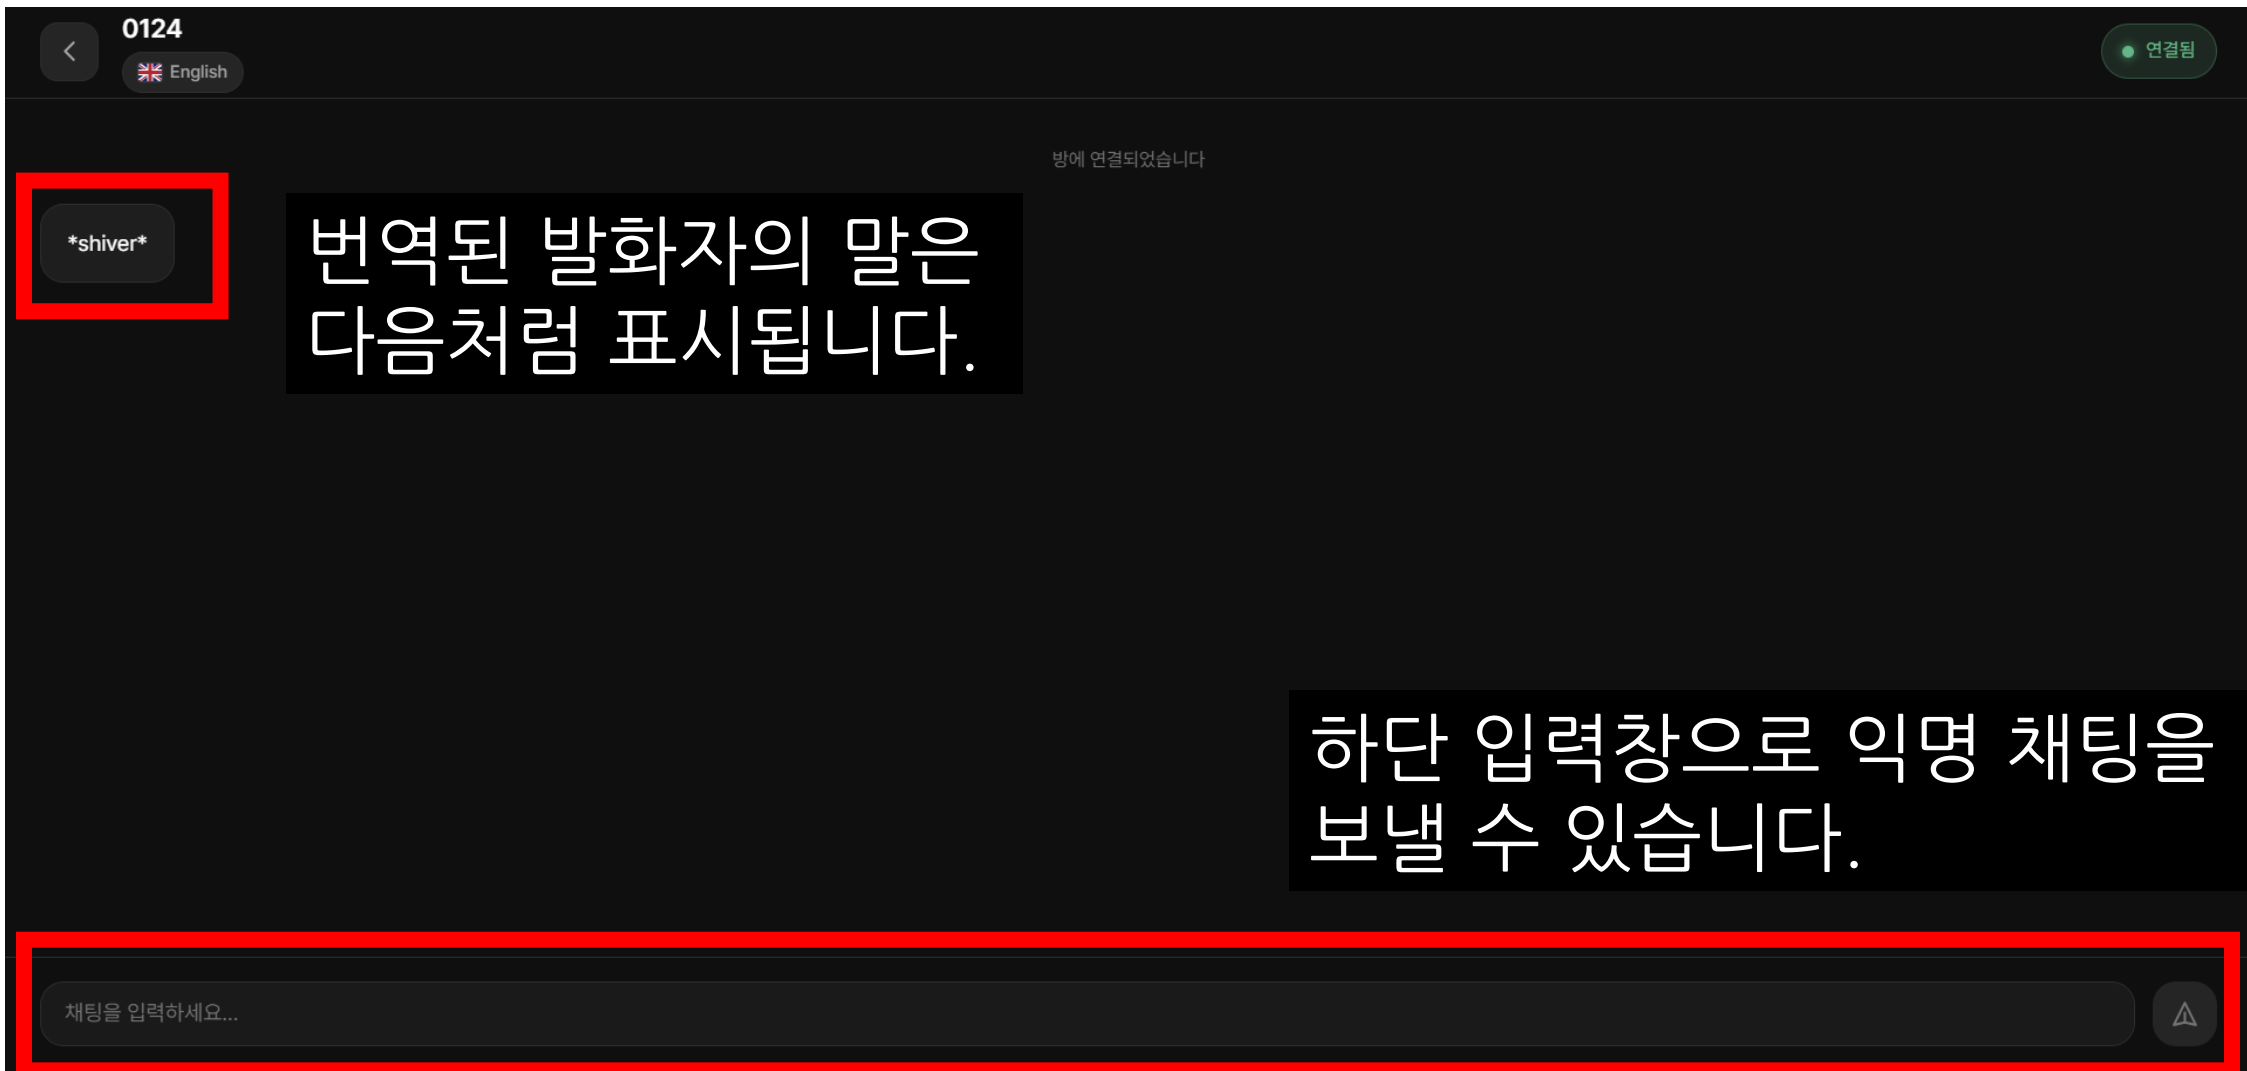 0124
English
연결됨
방에 연결되었습니다
*shiver*
번역된 발화자의 말은
다음처럼 표시됩니다.
하단 입력창으로 익명 채팅을
보낼 수 있습니다.
채팅을 입력하세요...